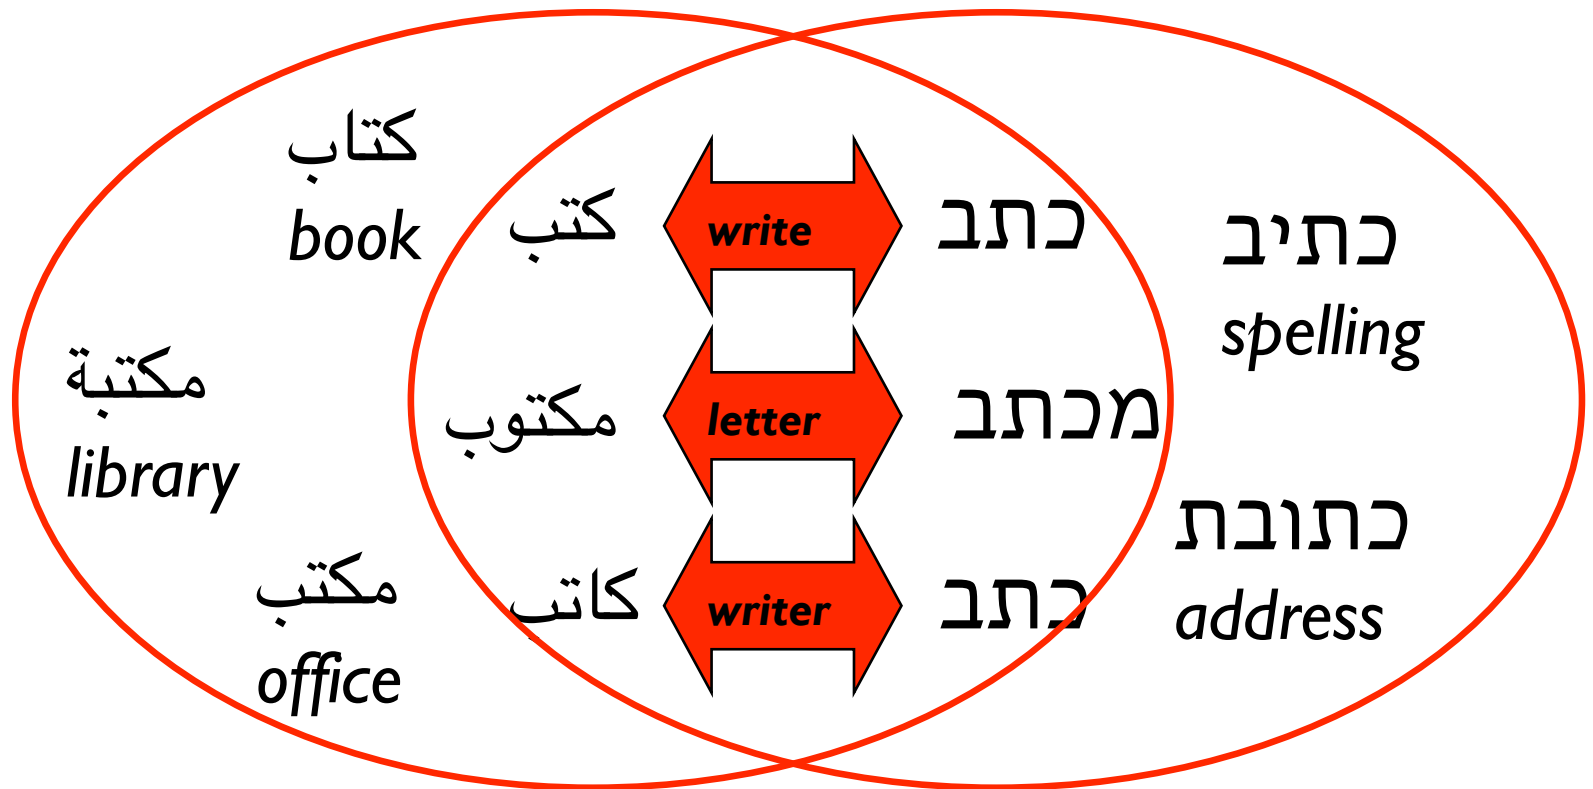 كتاب
book
مكتبة
library
مكتب
office
كتب
write
כתב
مكتوب
letter
מכתב
كاتب
writer
כתב
כתיב
spelling
כתובת
address